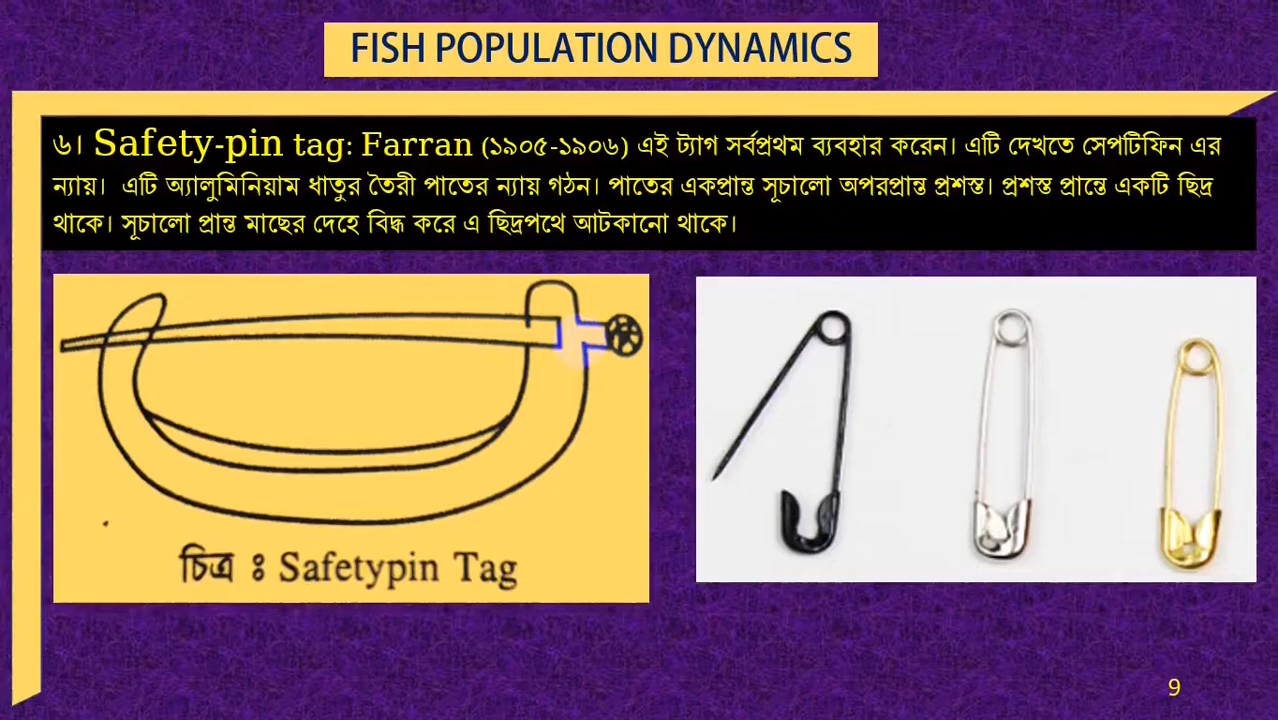 FISH POPULATION DYNAMICS
৬। Safety-pin tag: Farran (১৯০৫-১৯০৬) এই ট্যাগ সর্বপ্রথম ব্যবহার করেন। এটি দেখতে সেপটিফিন এর
ন্যায়। এটি অ্যালুমিনিয়াম ধাতুর তৈরী পাতের ন্যায় গঠন। পাতের একপ্রান্ত সূচালো অপরপ্রান্ত প্রশস্ত। প্রশস্ত প্রান্তে একটি ছিদ্র
থাকে। সূচালো প্রান্ত মাছের দেহে বিদ্ধ করে এ ছিদ্রপথে আটকানো থাকে।
চিত্র ঃ Safetypin Tag
9